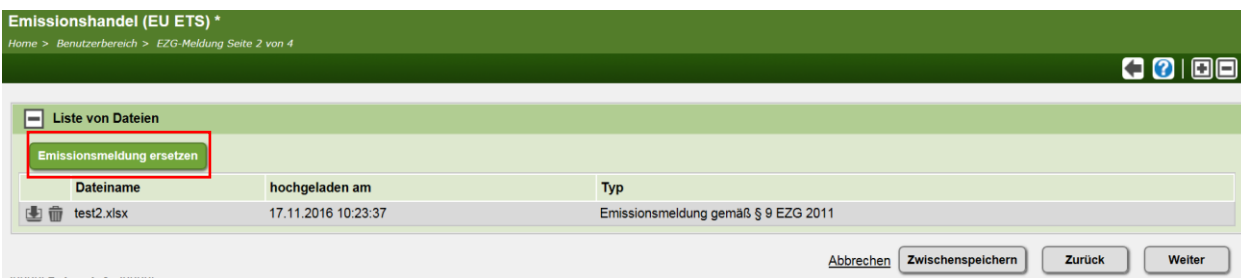 Emissionshandel (EU ETS) *
Home > Benutzerbereich > EZG-Meldung Seite 2 von 4
Liste von Dateien
Emissionsmeldung ersetzen
Dateiname hochgeladen am Typ
test2.xlsx 17.11.2016 10:23:37 Emissionsmeldung gemäß § 9 EZG 2011
Abbrechen Zwischenspeichern Zurück Weiter